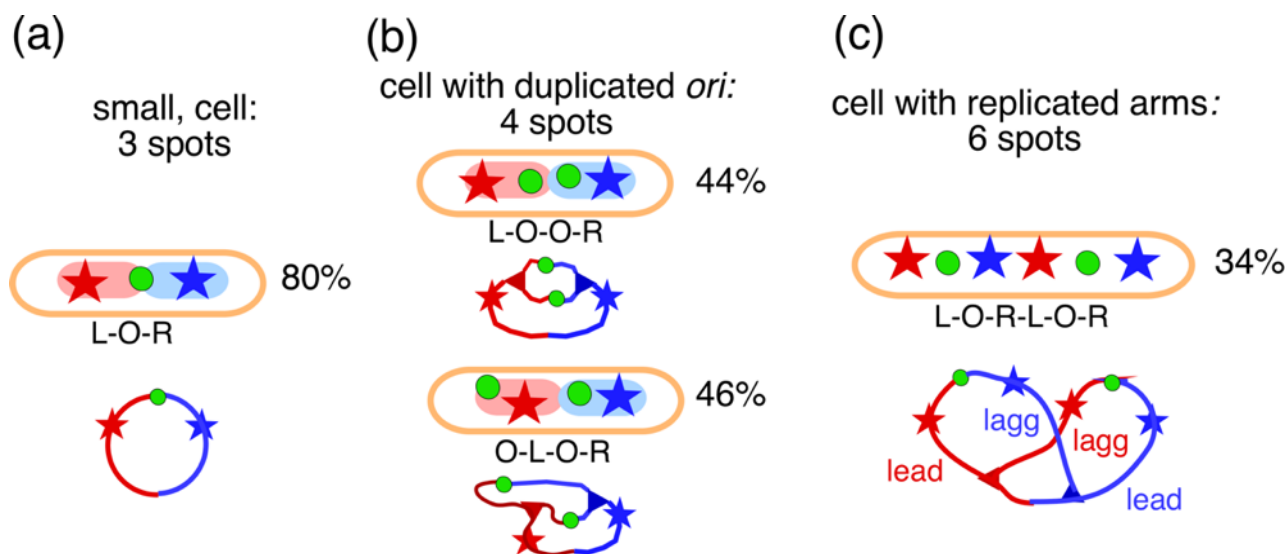 (a)
small, cell:
3 spots
80%
L-O-R
(b)
cell with duplicated ori:
4 spots
44%
L-O-O-R
46%
O-L-O-R
(c)
cell with replicated arms:
6 spots
34%
L-O-R-L-O-R
lagg
lagg
lead
lead